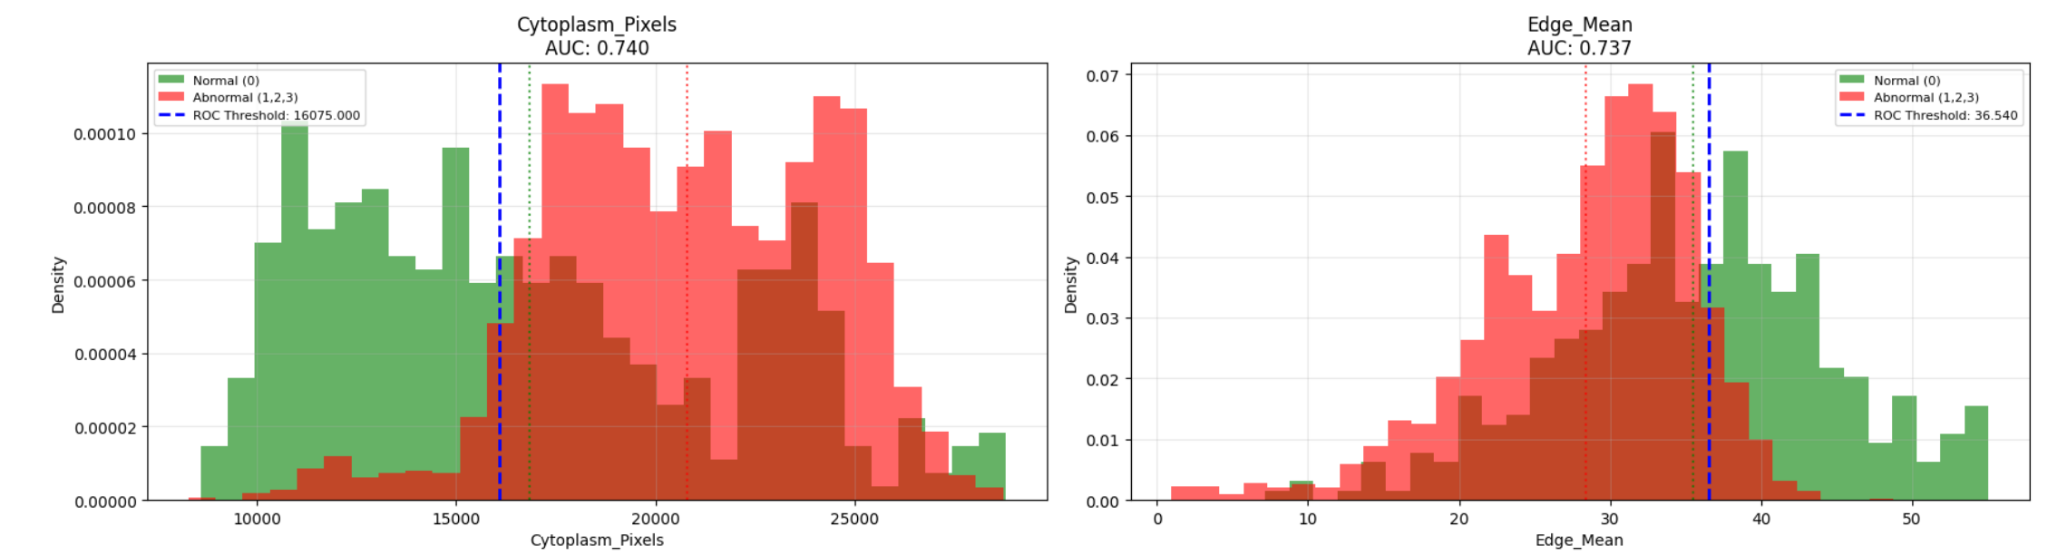 Cytoplasm_Pixels
AUC: 0.740
Normal (0)
Abnormal (1,2,3)
ROC Threshold: 16075.000
Density
0.00010
0.00008
0.00006
0.00004
0.00002
0.00000
10000 15000 20000 25000
Cytoplasm_Pixels
Edge_Mean
AUC: 0.737
Normal (0)
Abnormal (1,2,3)
ROC Threshold: 36.540
Density
0.07
0.06
0.05
0.04
0.03
0.02
0.01
0.00
0 10 20 30 40 50
Edge_Mean